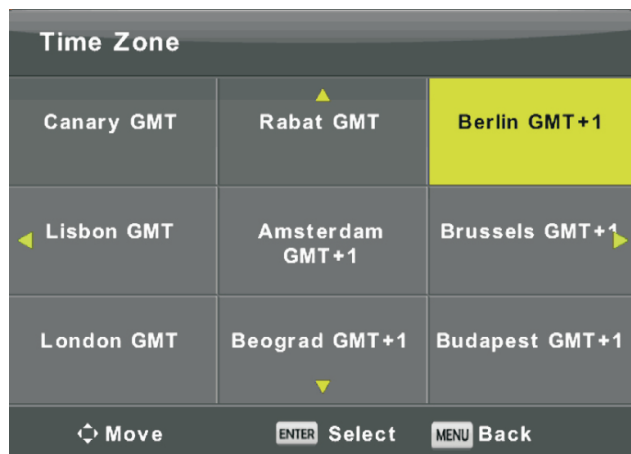 Time Zone
Canary GMT
Rabat GMT
Berlin GMT+1
Lisbon GMT
Amsterdam
GMT+1
Brussels GMT+1
London GMT
Beograd GMT+1
Budapest GMT+1
Move
ENTER Select
MENU Back